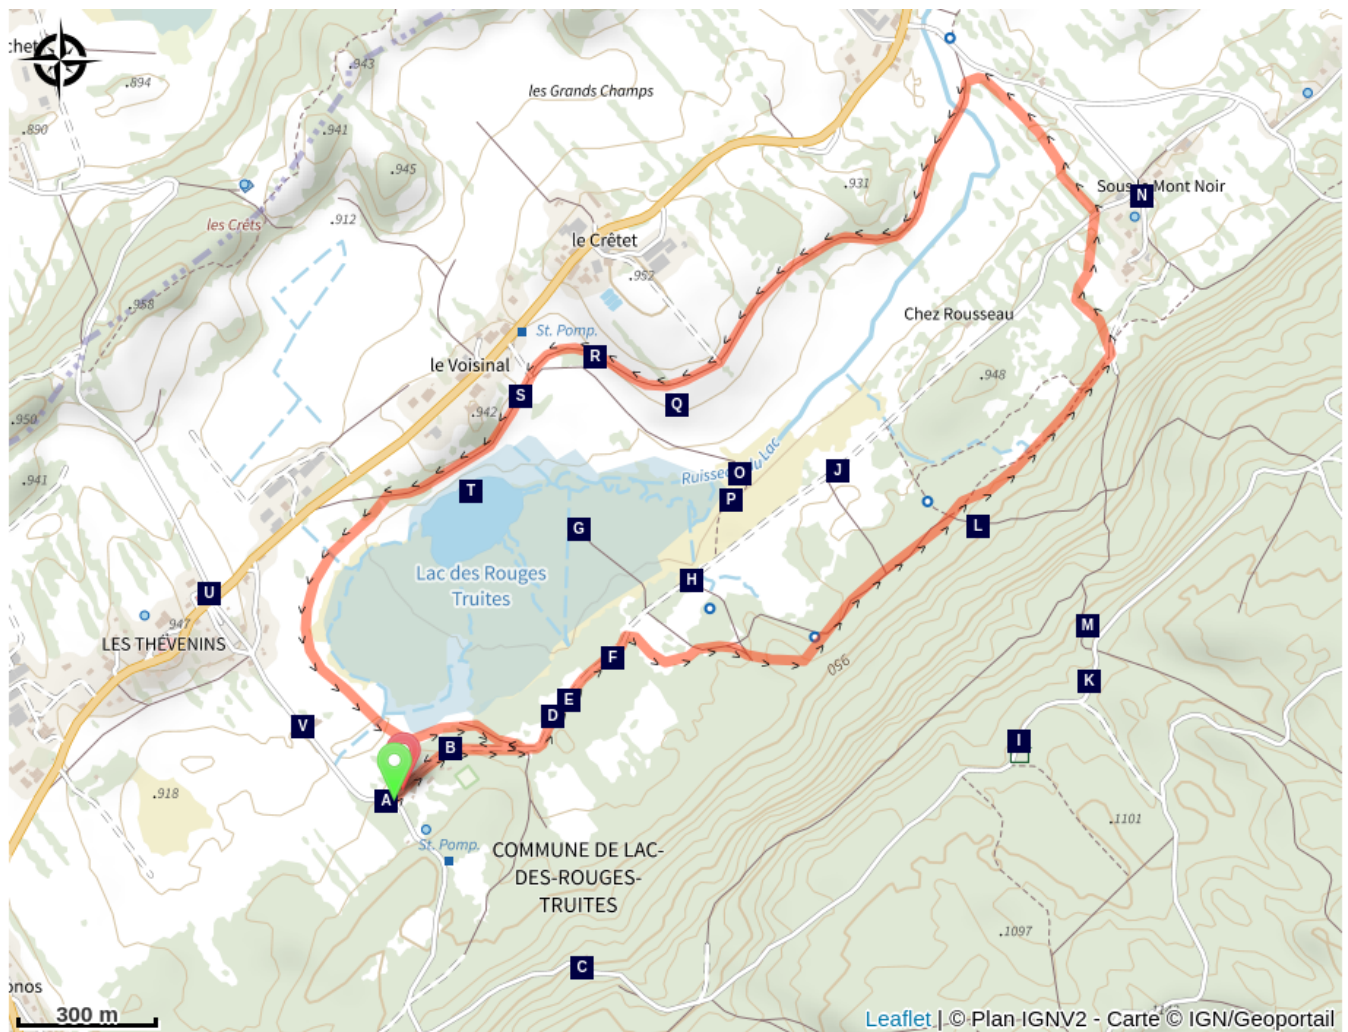 chet
.943
.894
les Grands Champs
.890
.941
.945
.931
Sous le Mont Noir
N
les Crêts
.912
le Crêtet
.952
.958
Chez Rousseau
St. Pomp.
R
le Voisinal
.948
S
Q
.942
.950
Ruisseau du Lac
O
J
.941
T
P
G
L
Lac des Rouges
Truites
H
U
M
.947
LES THÉVENINS
F
960
K
E
D
V
B
I
.918
A
.1101
St. Pomp.
COMMUNE DE LAC-
DES-ROUGES-
TRUITES
.1097
C
onos
300 m
Leaflet | © Plan IGNV2 - Carte © IGN/Geoportail